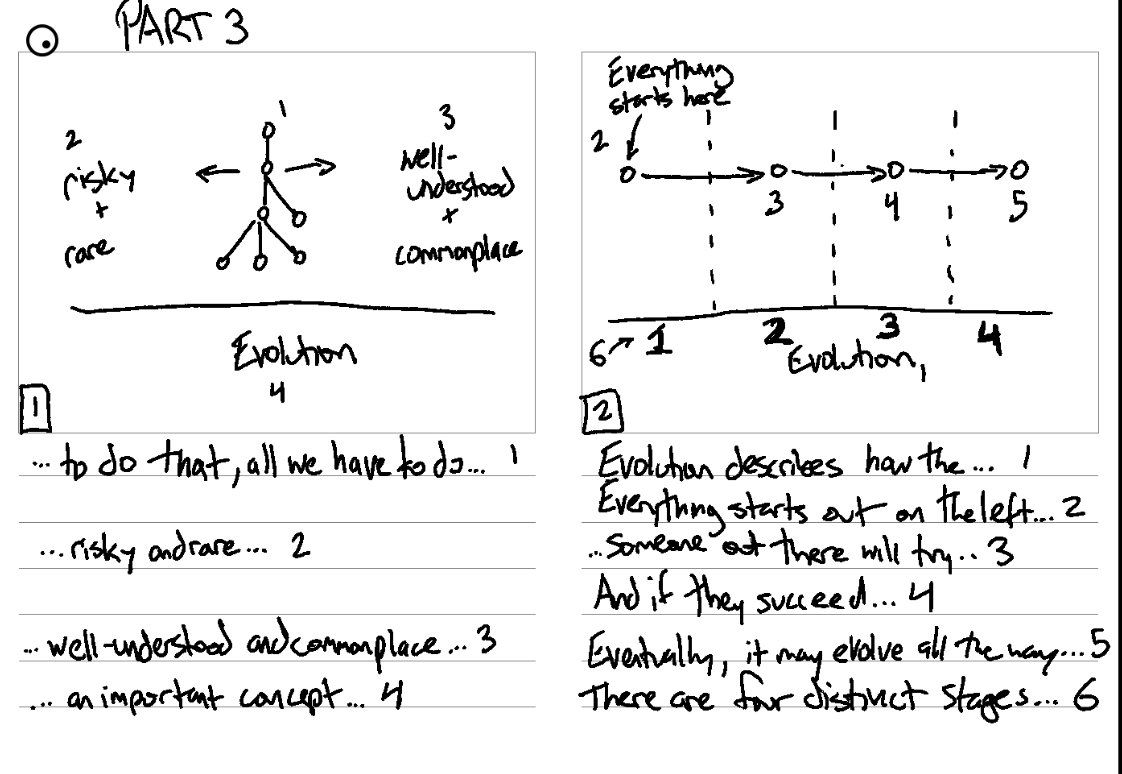 PART 3
1
2
risky
+
rare
3
well-
understood
+
commonplace
Evolution
4
1
... to do that, all we have to do... 1
... risky and rare... 2
... well-understood and commonplace... 3
... an important concept... 4
Everything
starts here
2
3
4
5
6
1 2 3 4
Evolution,
2
Evolution describes how the... 1
Everything starts out on the left... 2
...someone out there will try... 3
And if they succeed... 4
Eventually, it may evolve all the way... 5
There are four distinct stages... 6